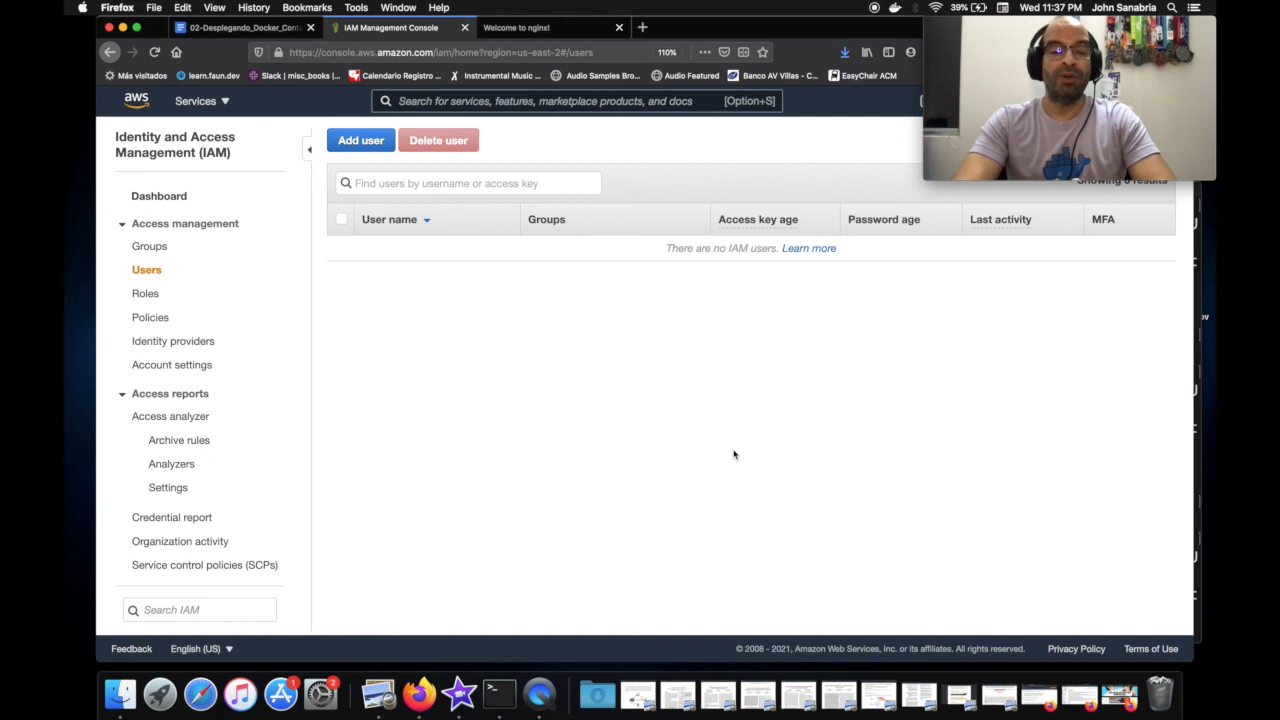 Firefox File Edit View History Bookmarks Tools Window Help 39% Wed 11:37 PM John Sanabria
02-Desplegando_Docker_Cont IAM Management Console Welcome to nginx!
https://console.aws.amazon.com/iam/home?region=us-east-2#/users 110%
Más visitados learn.faun.dev Slack | misc_books|... Calendario Registro ... Instrumental Music ... Audio Samples Bro... Audio Featured Banco AV Villas - C... EasyChair ACM
aws Services Search for services, features, marketplace products, and docs [Option+S]
Identity and Access
Management (IAM)
Dashboard
Access management
Groups
Users
Roles
Policies
Identity providers
Account settings
Access reports
Access analyzer
Archive rules
Analyzers
Settings
Credential report
Organization activity
Service control policies (SCPs)
Search IAM
Add user Delete user
Find users by username or access key
Showing 0 results
User name Groups Access key age Password age Last activity MFA
There are no IAM users. Learn more
Feedback English (US) © 2008 - 2021, Amazon Web Services, Inc. or its affiliates. All rights reserved. Privacy Policy Terms of Use
1 2